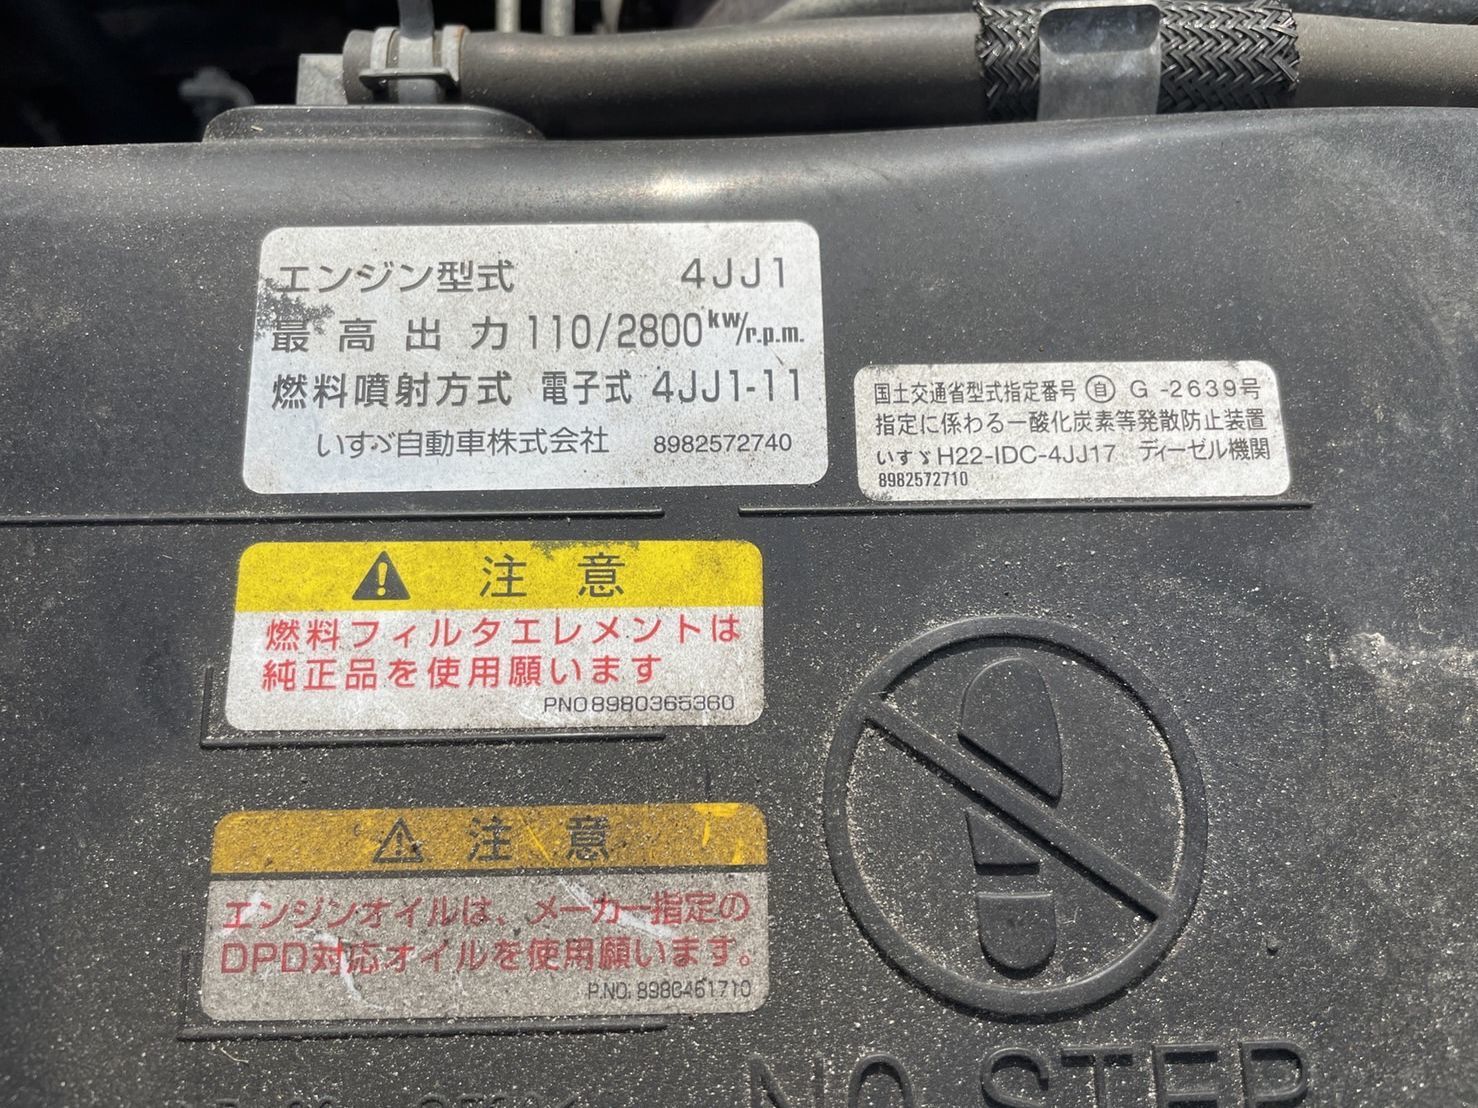 エンジン型式 4JJ1
最高出力 110/2800kW/r.p.m.
燃料噴射方式 電子式 4JJ1-11
いすゞ自動車株式会社 8982572740
国土交通省型式指定番号 自 G -2639号
指定に係わる一酸化炭素等発散防止装置
いすゞ H22-IDC-4JJ17 ディーゼル機関
8982572710
注意
燃料フィルタエレメントは
純正品を使用願います
PNO8980365360
注意
エンジンオイルは、メーカー指定の
DPD対応オイルを使用願います。
P.NO. 8980461710
NO STEP